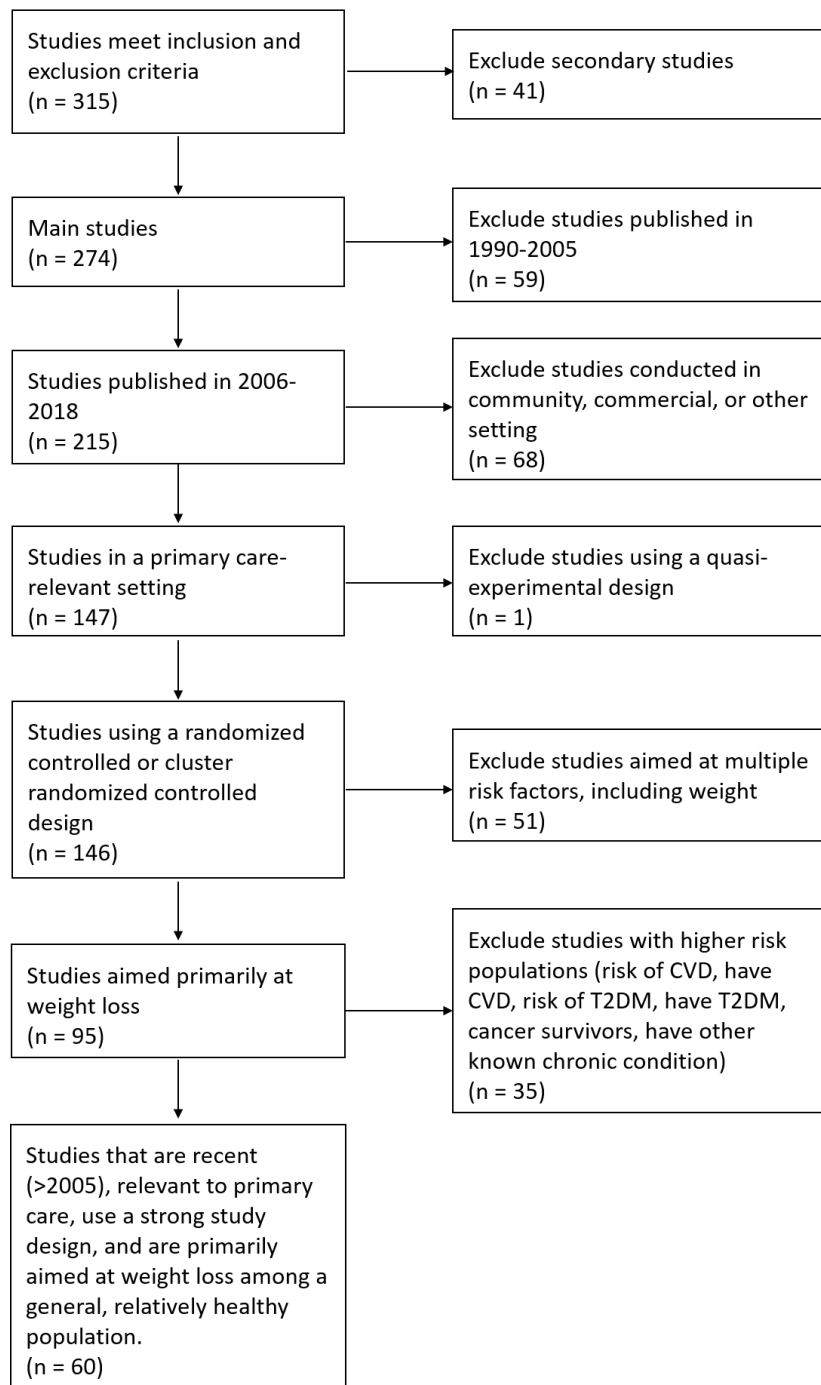 Studies meet inclusion and
exclusion criteria
(n = 315)
Exclude secondary studies
(n = 41)
Main studies
(n = 274)
Exclude studies published in
1990-2005
(n = 59)
Studies published in 2006-
2018
(n = 215)
Exclude studies conducted in
community, commercial, or other
setting
(n = 68)
Studies in a primary care-
relevant setting
(n = 147)
Exclude studies using a quasi-
experimental design
(n = 1)
Studies using a randomized
controlled or cluster
randomized controlled
design
(n = 146)
Exclude studies aimed at multiple
risk factors, including weight
(n = 51)
Studies aimed primarily at
weight loss
(n = 95)
Exclude studies with higher risk
populations (risk of CVD, have
CVD, risk of T2DM, have T2DM,
cancer survivors, have other
known chronic condition)
(n = 35)
Studies that are recent
(>2005), relevant to primary
care, use a strong study
design, and are primarily
aimed at weight loss among a
general, relatively healthy
population.
(n = 60)